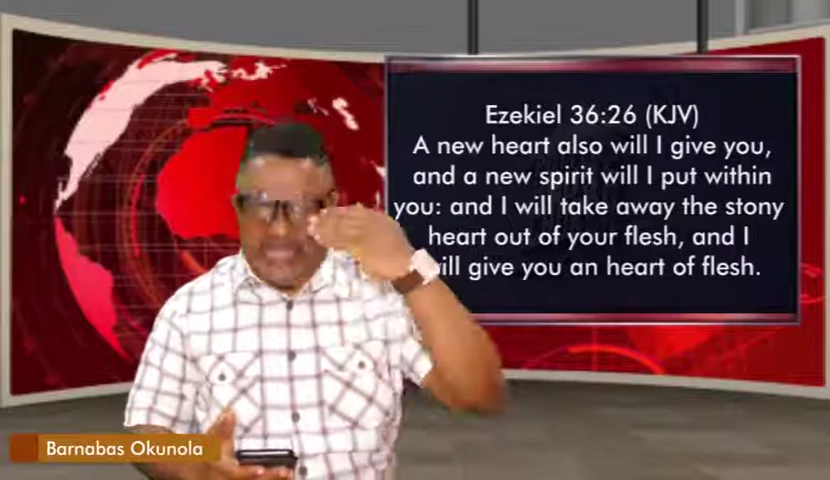 Ezekiel 36:26 (KJV)
A new heart also will I give you,
and a new spirit will I put within
you: and I will take away the stony
heart out of your flesh, and I
will give you an heart of flesh.
Barnabas Okunola